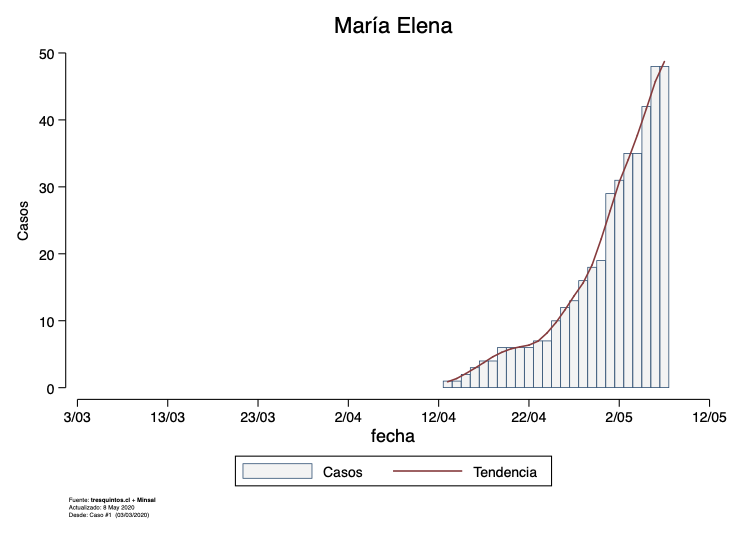 María Elena
Casos
50
40
30
20
10
0
3/03 13/03 23/03 2/04 12/04 22/04 2/05 12/05
fecha
Casos Tendencia
Fuente: tresquintos.cl + Minsal
Actualizado: 8 May 2020
Desde: Caso #1 (03/03/2020)